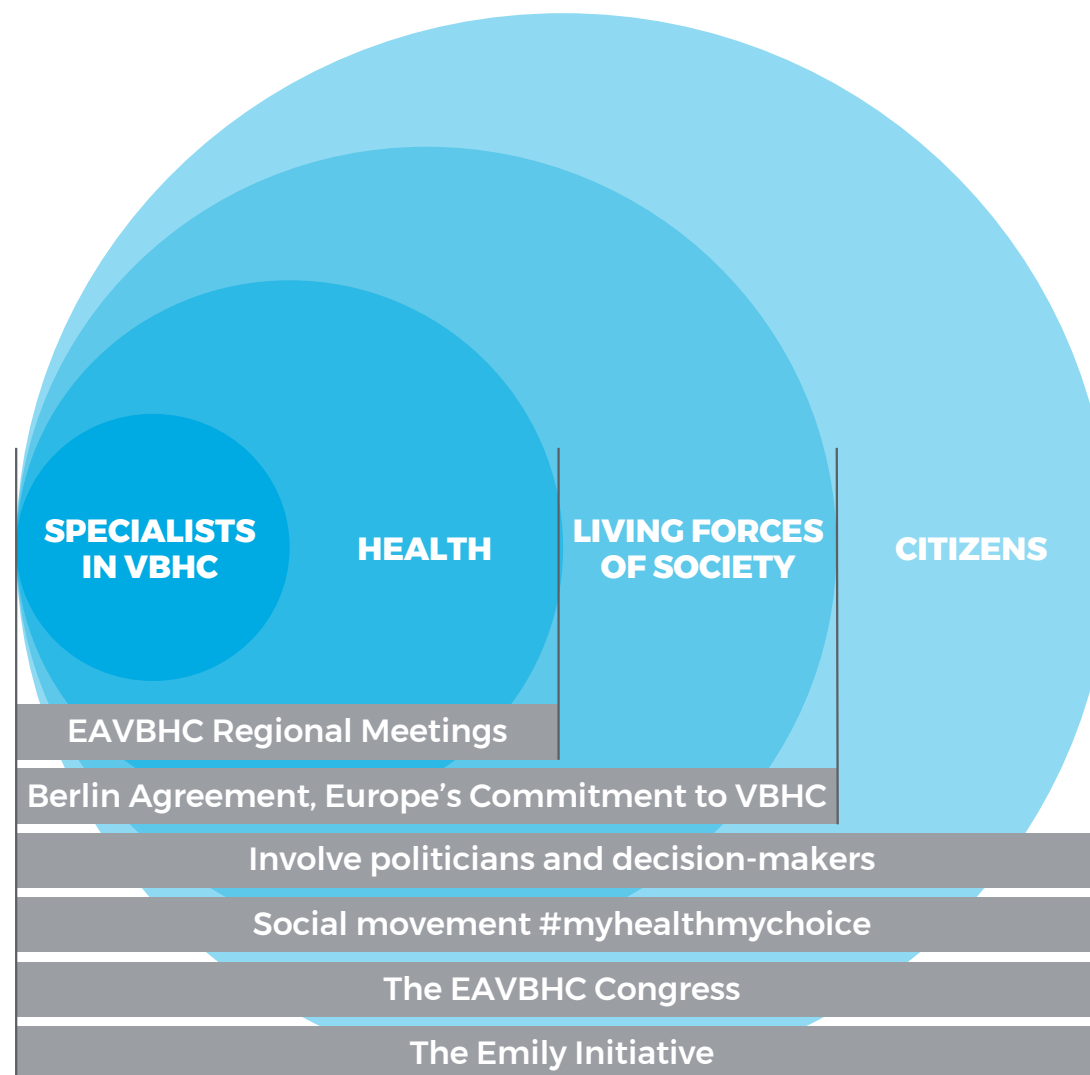 SPECIALISTS
IN VBHC
HEALTH
LIVING FORCES
OF SOCIETY
CITIZENS
EAVBHC Regional Meetings
Berlin Agreement, Europe’s Commitment to VBHC
Involve politicians and decision-makers
Social movement #myhealthmychoice
The EAVBHC Congress
The Emily Initiative